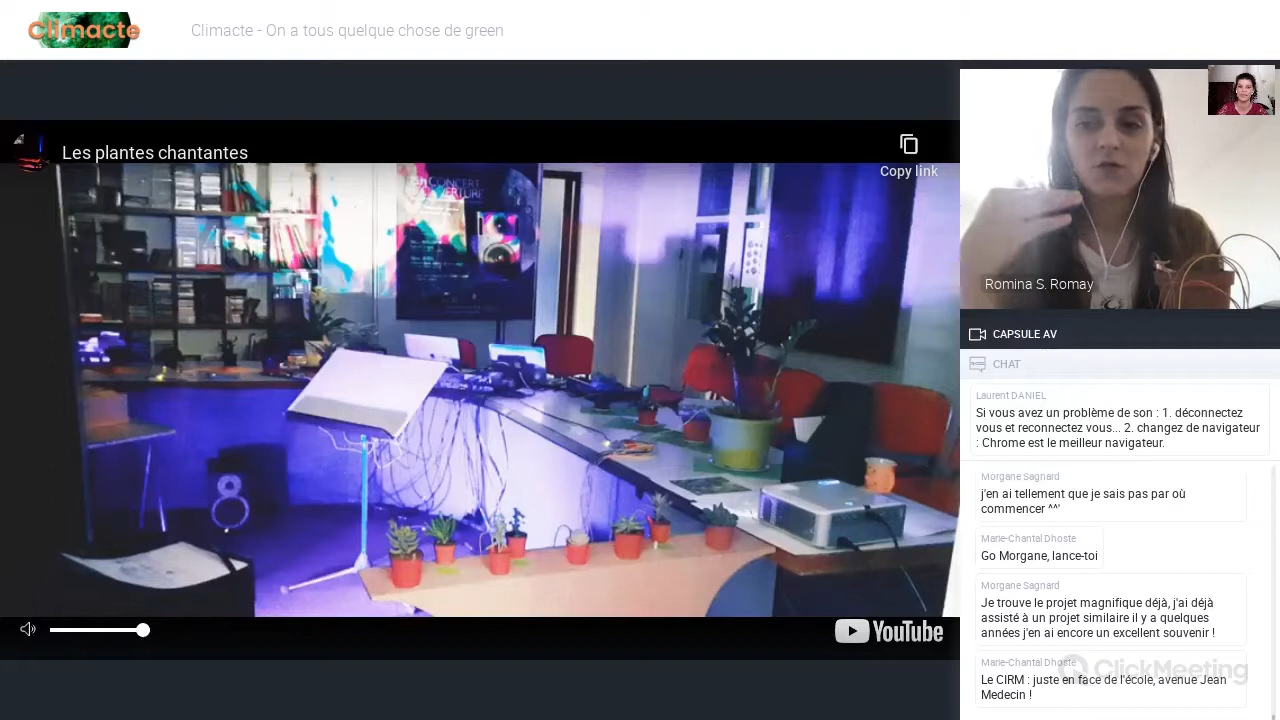 Climacte
Climacte - On a tous quelque chose de green
Les plantes chantantes
Copy link
CONCERT
YouTube
Romina S. Romay
CAPSULE AV
CHAT
Laurent DANIEL
Si vous avez un problème de son : 1. déconnectez
vous et reconnectez vous... 2. changez de navigateur
: Chrome est le meilleur navigateur.
Morgane Sagnard
j'en ai tellement que je sais pas par où
commencer ^^'
Marie-Chantal Dhoste
Go Morgane, lance-toi
Morgane Sagnard
Je trouve le projet magnifique déjà, j'ai déjà
assisté à un projet similaire il y a quelques
années j'en ai encore un excellent souvenir !
Marie-Chantal Dhoste
ClickMeeting
Le CIRM : juste en face de l'école, avenue Jean
Medecin !